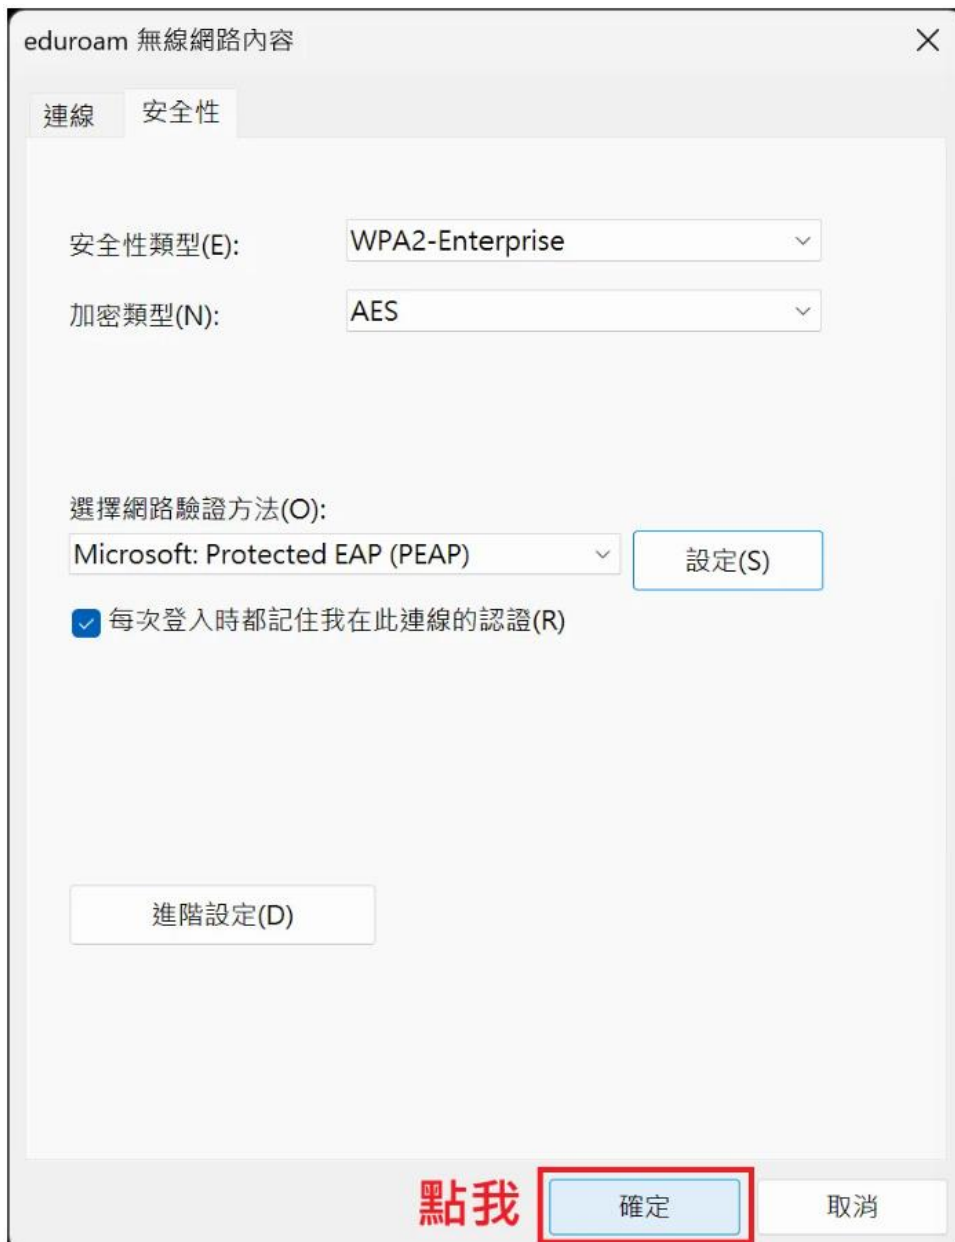 eduroam 無線網路內容
連線 安全性
安全性類型(E): WPA2-Enterprise
加密類型(N): AES
選擇網路驗證方法(O):
Microsoft: Protected EAP (PEAP) 設定(S)
每次登入時都記住我在此連線的認證(R)
進階設定(D)
點我 確定 取消